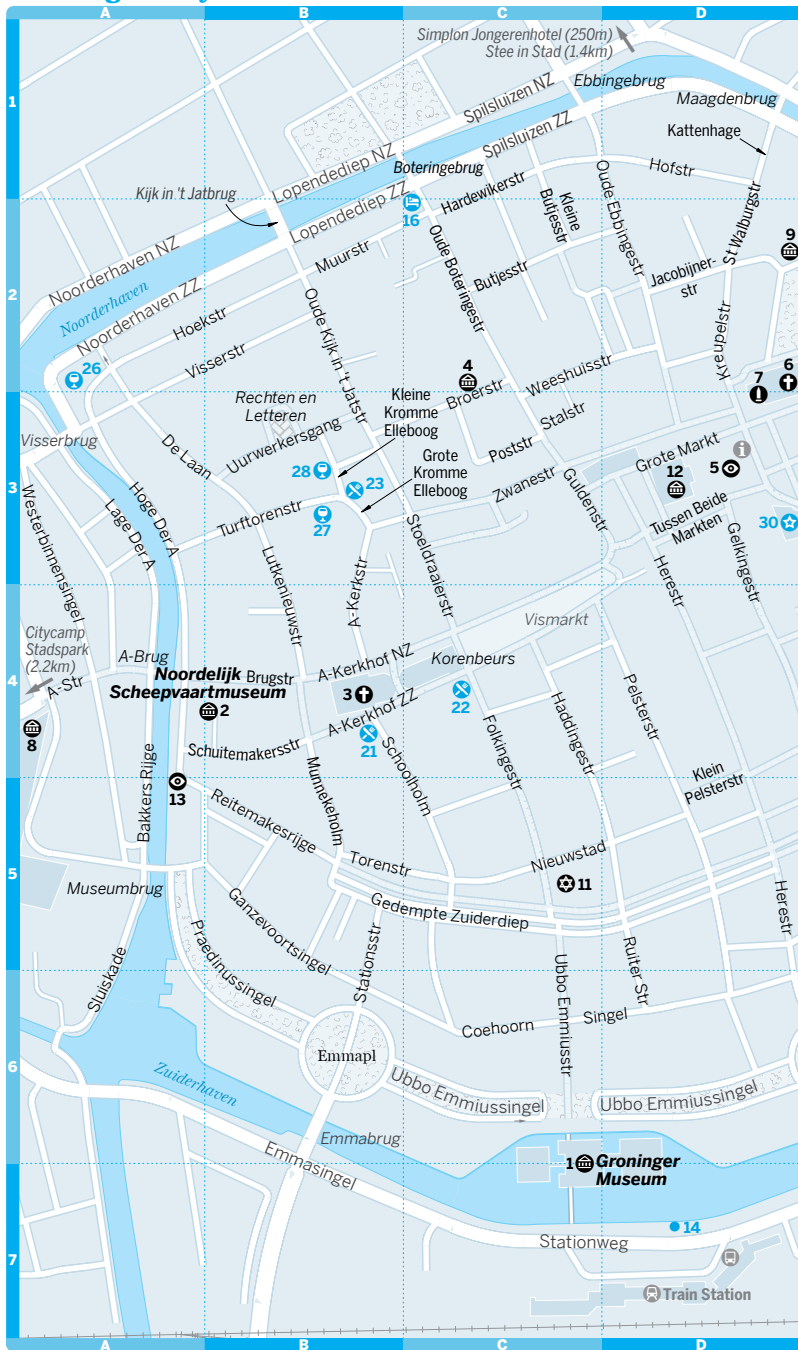 A
B
C
D
Simplon Jongerenhotel (250m)
Stee in Stad (1.4km)
1
Ebbingebrug
Maagdenbrug
Spilsluizen NZ
Spilsluizen ZZ
Kattenhage
Boteringebrug
Hofstr
Lopendediep NZ
Kijk in 't Jatbrug
Lopendediep ZZ
16
Hardewikerstr
Kleine
Butjesstr
Oude Ebbingestr
St Walburgstr
9
Noorderhaven NZ
Muurstr
Oude Boteringestr
Butjesstr
Jacobijner-
str
2
Noorderhaven
Noorderhaven ZZ
Hoekstr
Visserstr
Oude Kijk in 't Jatstr
Kreupelstr
26
4
6
7
Weeshuisstr
Broerstr
Rechten en
Letteren
Kleine
Kromme
Elleboog
Stalstr
Visserbrug
De Laan
Uurwerkersgang
Grote
Kromme
Elleboog
Poststr
Grote Markt
28
23
12
5
3
Zwanestr
Guldenstr
Westerbinnensingel
Hoge Der A
Lage Der A
Turftorenstr
27
Tussen Beide
Markten
30
Lutkenieuwstr
A-Kerkstr
Stoeldraaierstr
Herestr
Gelkingestr
Vismarkt
Citycamp
Stadspark
(2.2km)
A-Brug
A-Str
Noordelijk
Scheepvaartmuseum
Brugstr
A-Kerkhof NZ
Korenbeurs
4
2
3
22
8
A-Kerkhof ZZ
Schuitemakersstr
21
Schoolholm
Folkingestr
Haddingestr
Pelsterstr
Bakkers Rijge
13
Munnekeholm
Klein
Pelsterstr
Reitemakesrijge
Torenstr
Nieuwstad
5
Museumbrug
11
Gedempte Zuiderdiep
Herestr
Ganzevoortsingel
Praedinussingel
Stationsstr
Sluiskade
Ubbo Emmiusstr
Ruiter Str
Coehoorn
Singel
6
Emmapl
Zuiderhaven
Ubbo Emmiussingel
Ubbo Emmiussingel
Emmabrug
Emmasingel
1
Groninger
Museum
14
Stationweg
7
Train Station
A
B
C
D